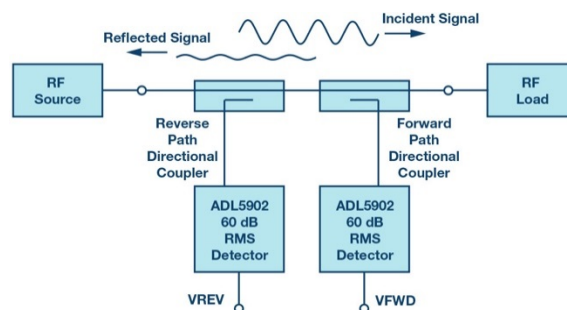 Incident Signal
Reflected Signal
RF
Source
RF
Load
Reverse
Path
Directional
Coupler
Forward
Path
Directional
Coupler
ADL5902
60 dB
RMS
Detector
ADL5902
60 dB
RMS
Detector
VREV
VFWD